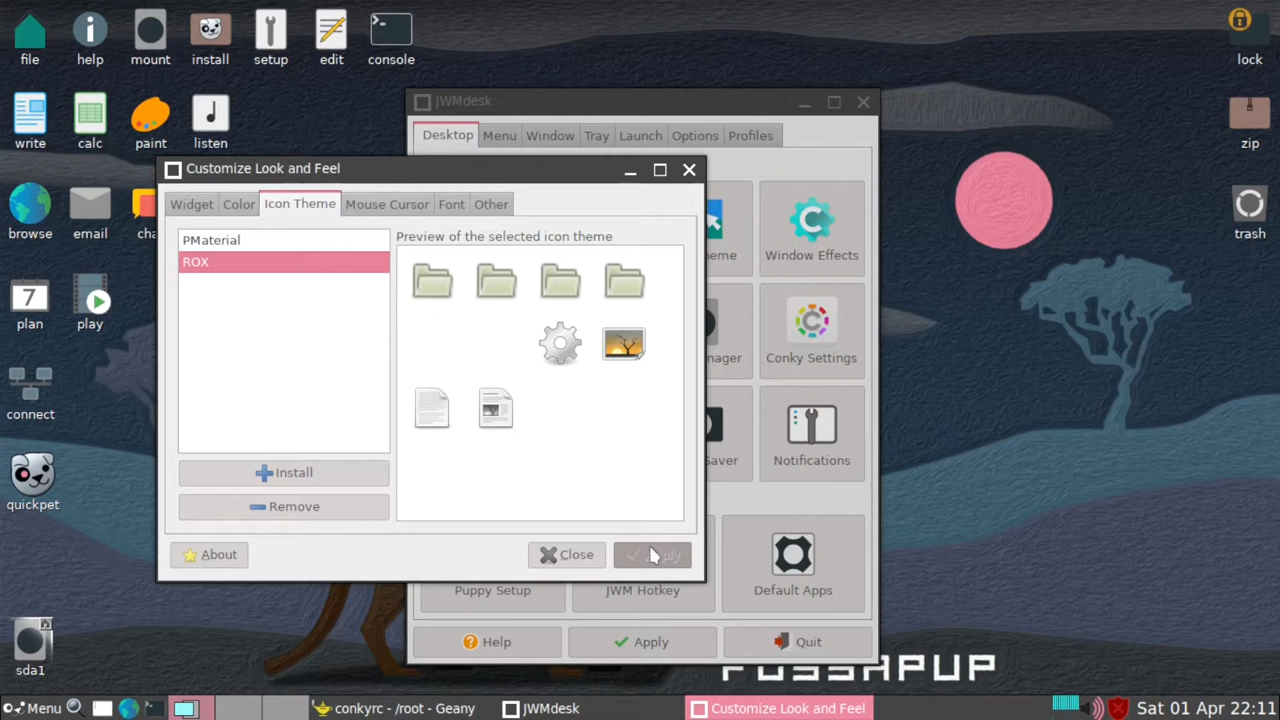 file help mount install setup edit console lock
write calc paint listen zip
browse email cha trash
plan play
connect
quickpet
sda1
JWMdesk
Desktop Menu Window Tray Launch Options Profiles
Window Effects
Conky Settings
Notifications
Puppy Setup JWM Hotkey Default Apps
Help Apply Quit
Customize Look and Feel
Widget Color Icon Theme Mouse Cursor Font Other
PMaterial
ROX
Preview of the selected icon theme
Install
Remove
About Close Apply
Menu conkyrc - /root - Geany JWMdesk Customize Look and Feel Sat 01 Apr 22:11